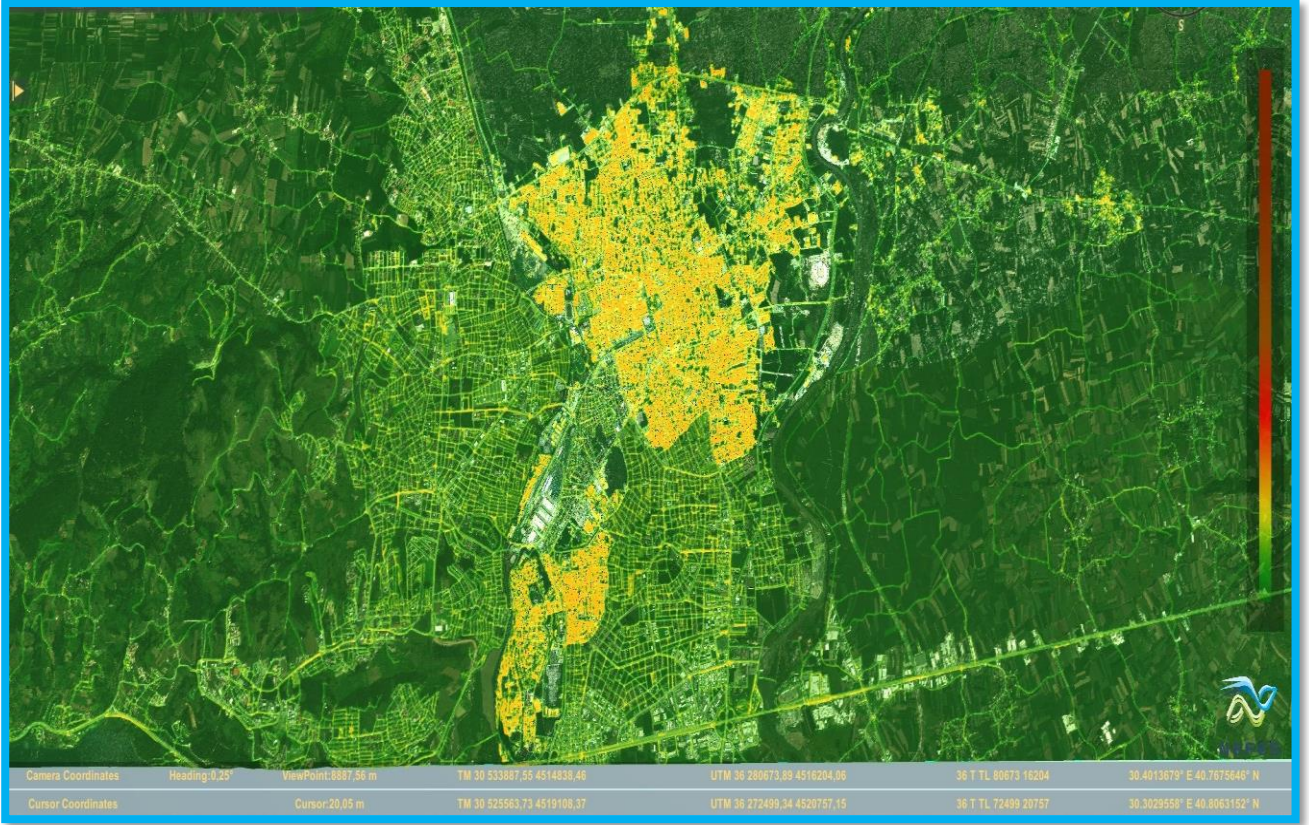 S
Camera Coordinates Heading:0,25° ViewPoint:8887,56 m TM 30 533887,55 4514838,46 UTM 36 280673,89 4516204,06 36 T TL 80673 16204 30.4013679° E 40.7675646° N
Cursor Coordinates Cursor:20,05 m TM 30 525563,73 4519108,37 UTM 36 272499,34 4520757,15 36 T TL 72499 20757 30.3029558° E 40.8063152° N